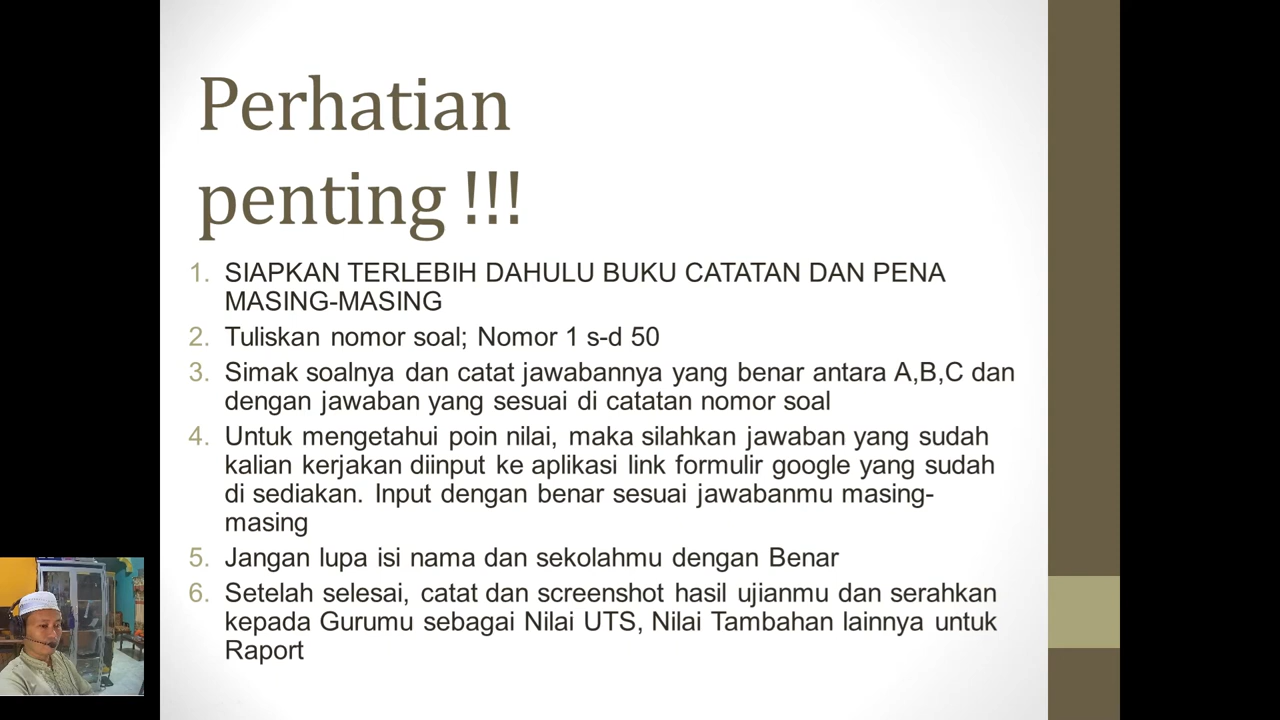 Perhatian
penting !!!
1. SIAPKAN TERLEBIH DAHULU BUKU CATATAN DAN PENA
MASING-MASING
2. Tuliskan nomor soal; Nomor 1 s-d 50
3. Simak soalnya dan catat jawabannya yang benar antara A,B,C dan
dengan jawaban yang sesuai di catatan nomor soal
4. Untuk mengetahui poin nilai, maka silahkan jawaban yang sudah
kalian kerjakan diinput ke aplikasi link formulir google yang sudah
di sediakan. Input dengan benar sesuai jawabanmu masing-
masing
5. Jangan lupa isi nama dan sekolahmu dengan Benar
6. Setelah selesai, catat dan screenshot hasil ujianmu dan serahkan
kepada Gurumu sebagai Nilai UTS, Nilai Tambahan lainnya untuk
Raport